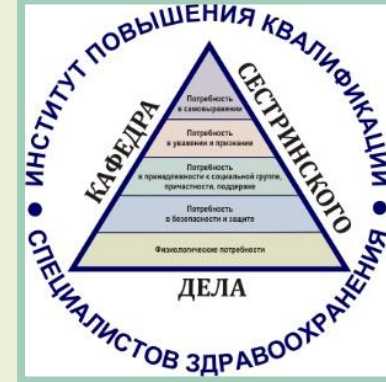 ИНСТИТУТ ПОВЫШЕНИЯ КВАЛИФИКАЦИИ
СПЕЦИАЛИСТОВ ЗДРАВООХРАНЕНИЯ
КАФЕДРА
СЕСТРИНСКОГО
ДЕЛА
Потребность
в самовыражении
Потребность
в уважении и признании
Потребность
в принадлежности к социальной группе,
причастности, поддержке
Потребность
в безопасности и защите
Физиологические потребности